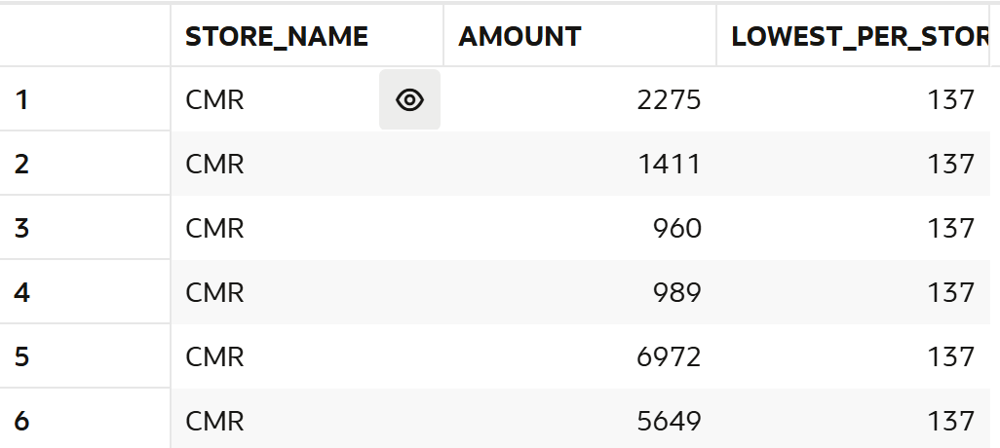 STORE_NAME AMOUNT LOWEST_PER_STOR
1 CMR 2275 137
2 CMR 1411 137
3 CMR 960 137
4 CMR 989 137
5 CMR 6972 137
6 CMR 5649 137